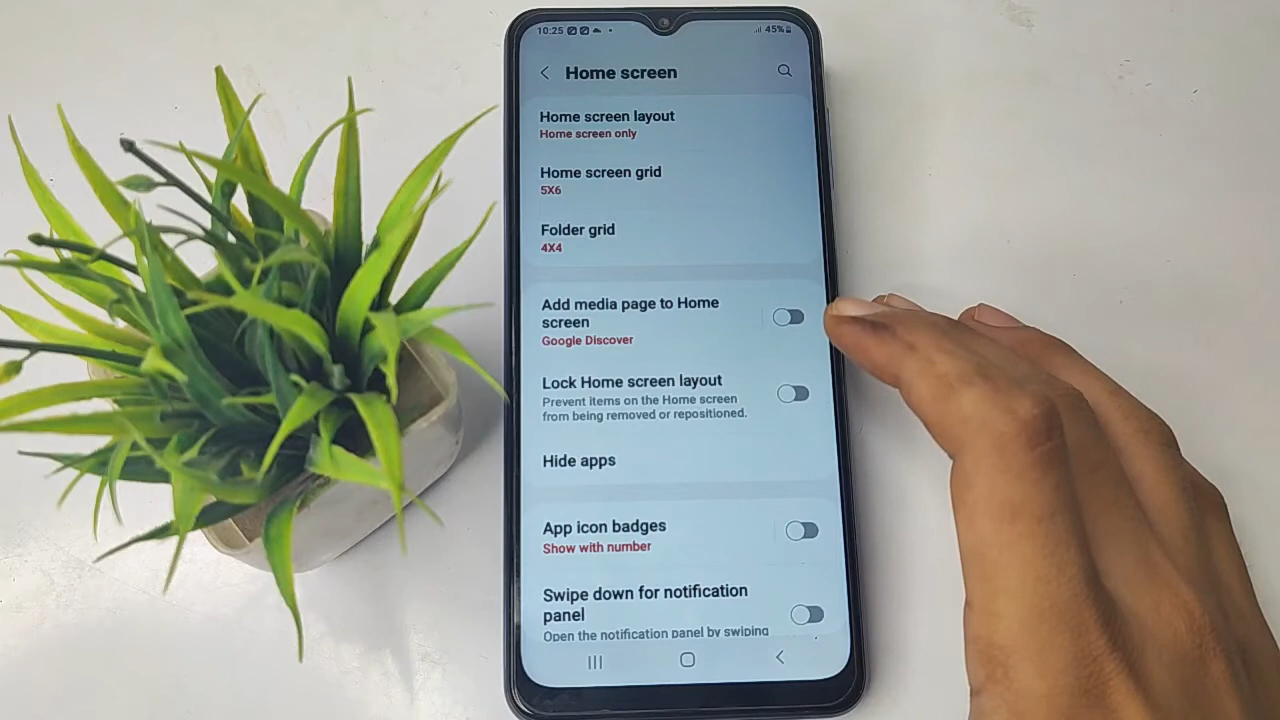 10:25 45%
Home screen
Home screen layout
Home screen only
Home screen grid
5X6
Folder grid
4X4
Add media page to Home
screen
Google Discover
Lock Home screen layout
Prevent items on the Home screen
from being removed or repositioned.
Hide apps
App icon badges
Show with number
Swipe down for notification
panel
Open the notification panel by swiping